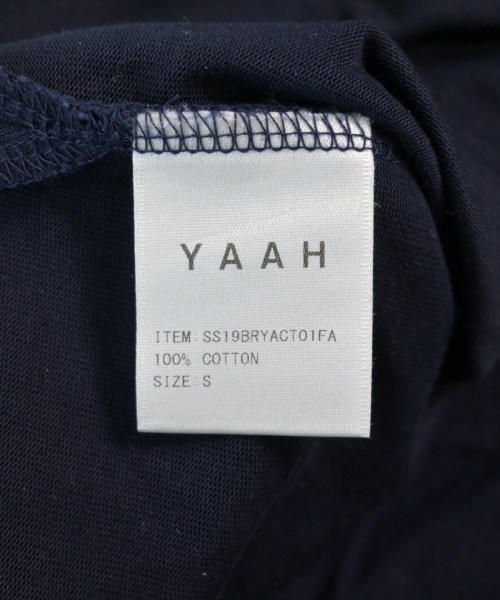 YAAH
ITEM:SS19BRYACT01FA
100% COTTON
SIZE:S